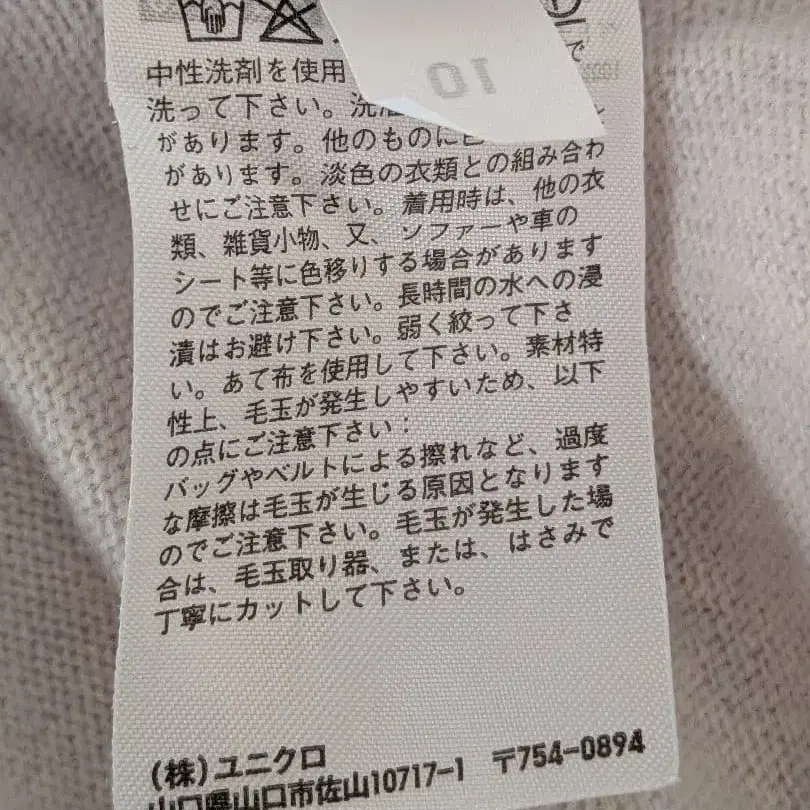 10
で
中性洗剤を使用
洗って下さい。洗濯
があります。他のものに色
があります。淡色の衣類との組み合わ
せにご注意下さい。着用時は、他の衣
類、雑貨小物、又、ソファーや車の
シート等に色移りする場合があります
のでご注意下さい。長時間の水への浸
漬はお避け下さい。弱く絞って下さ
い。あて布を使用して下さい。素材特
性上、毛玉が発生しやすいため、以下
の点にご注意下さい:
バッグやベルトによる擦れなど、過度
な摩擦は毛玉が生じる原因となります
のでご注意下さい。毛玉が発生した場
合は、毛玉取り器、または、はさみで
丁寧にカットして下さい。
(株)ユニクロ
山口県山口市佐山10717-1 〒754-0894